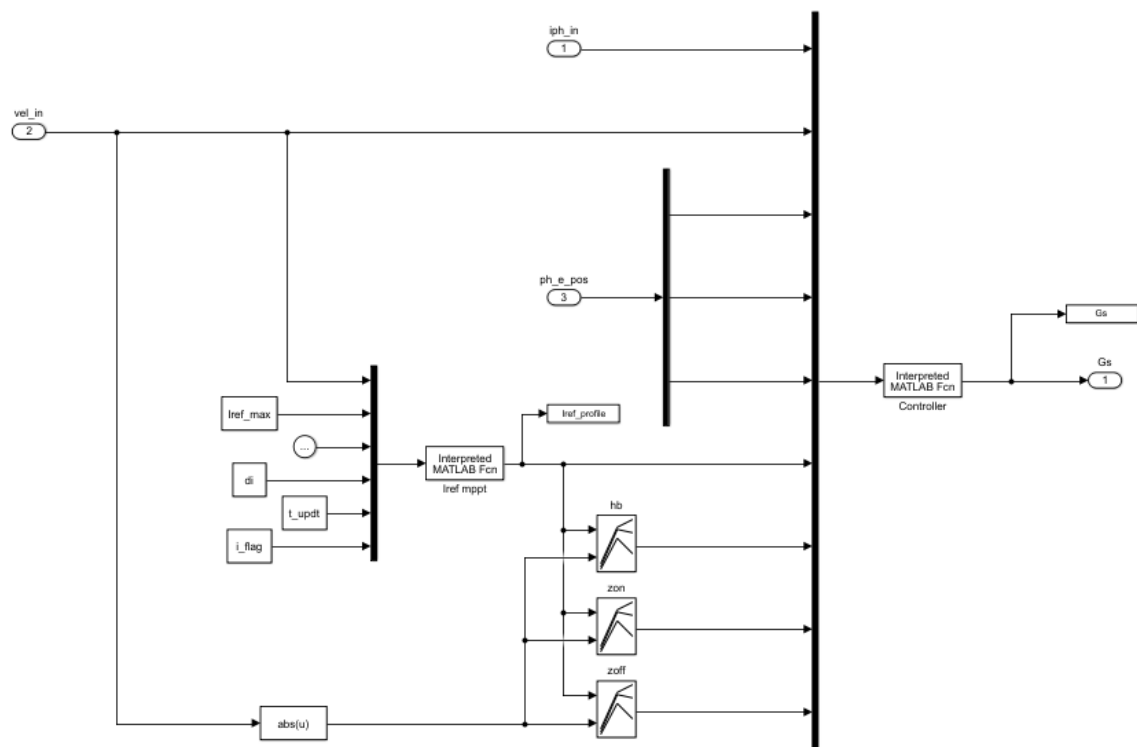 iph_in
1
vel_in
2
ph_e_pos
3
Gs
Gs
1
Interpreted
MATLAB Fcn
Controller
Iref_max
...
di
t_updt
i_flag
Interpreted
MATLAB Fcn
Iref mppt
Iref_profile
hb
zon
zoff
abs(u)